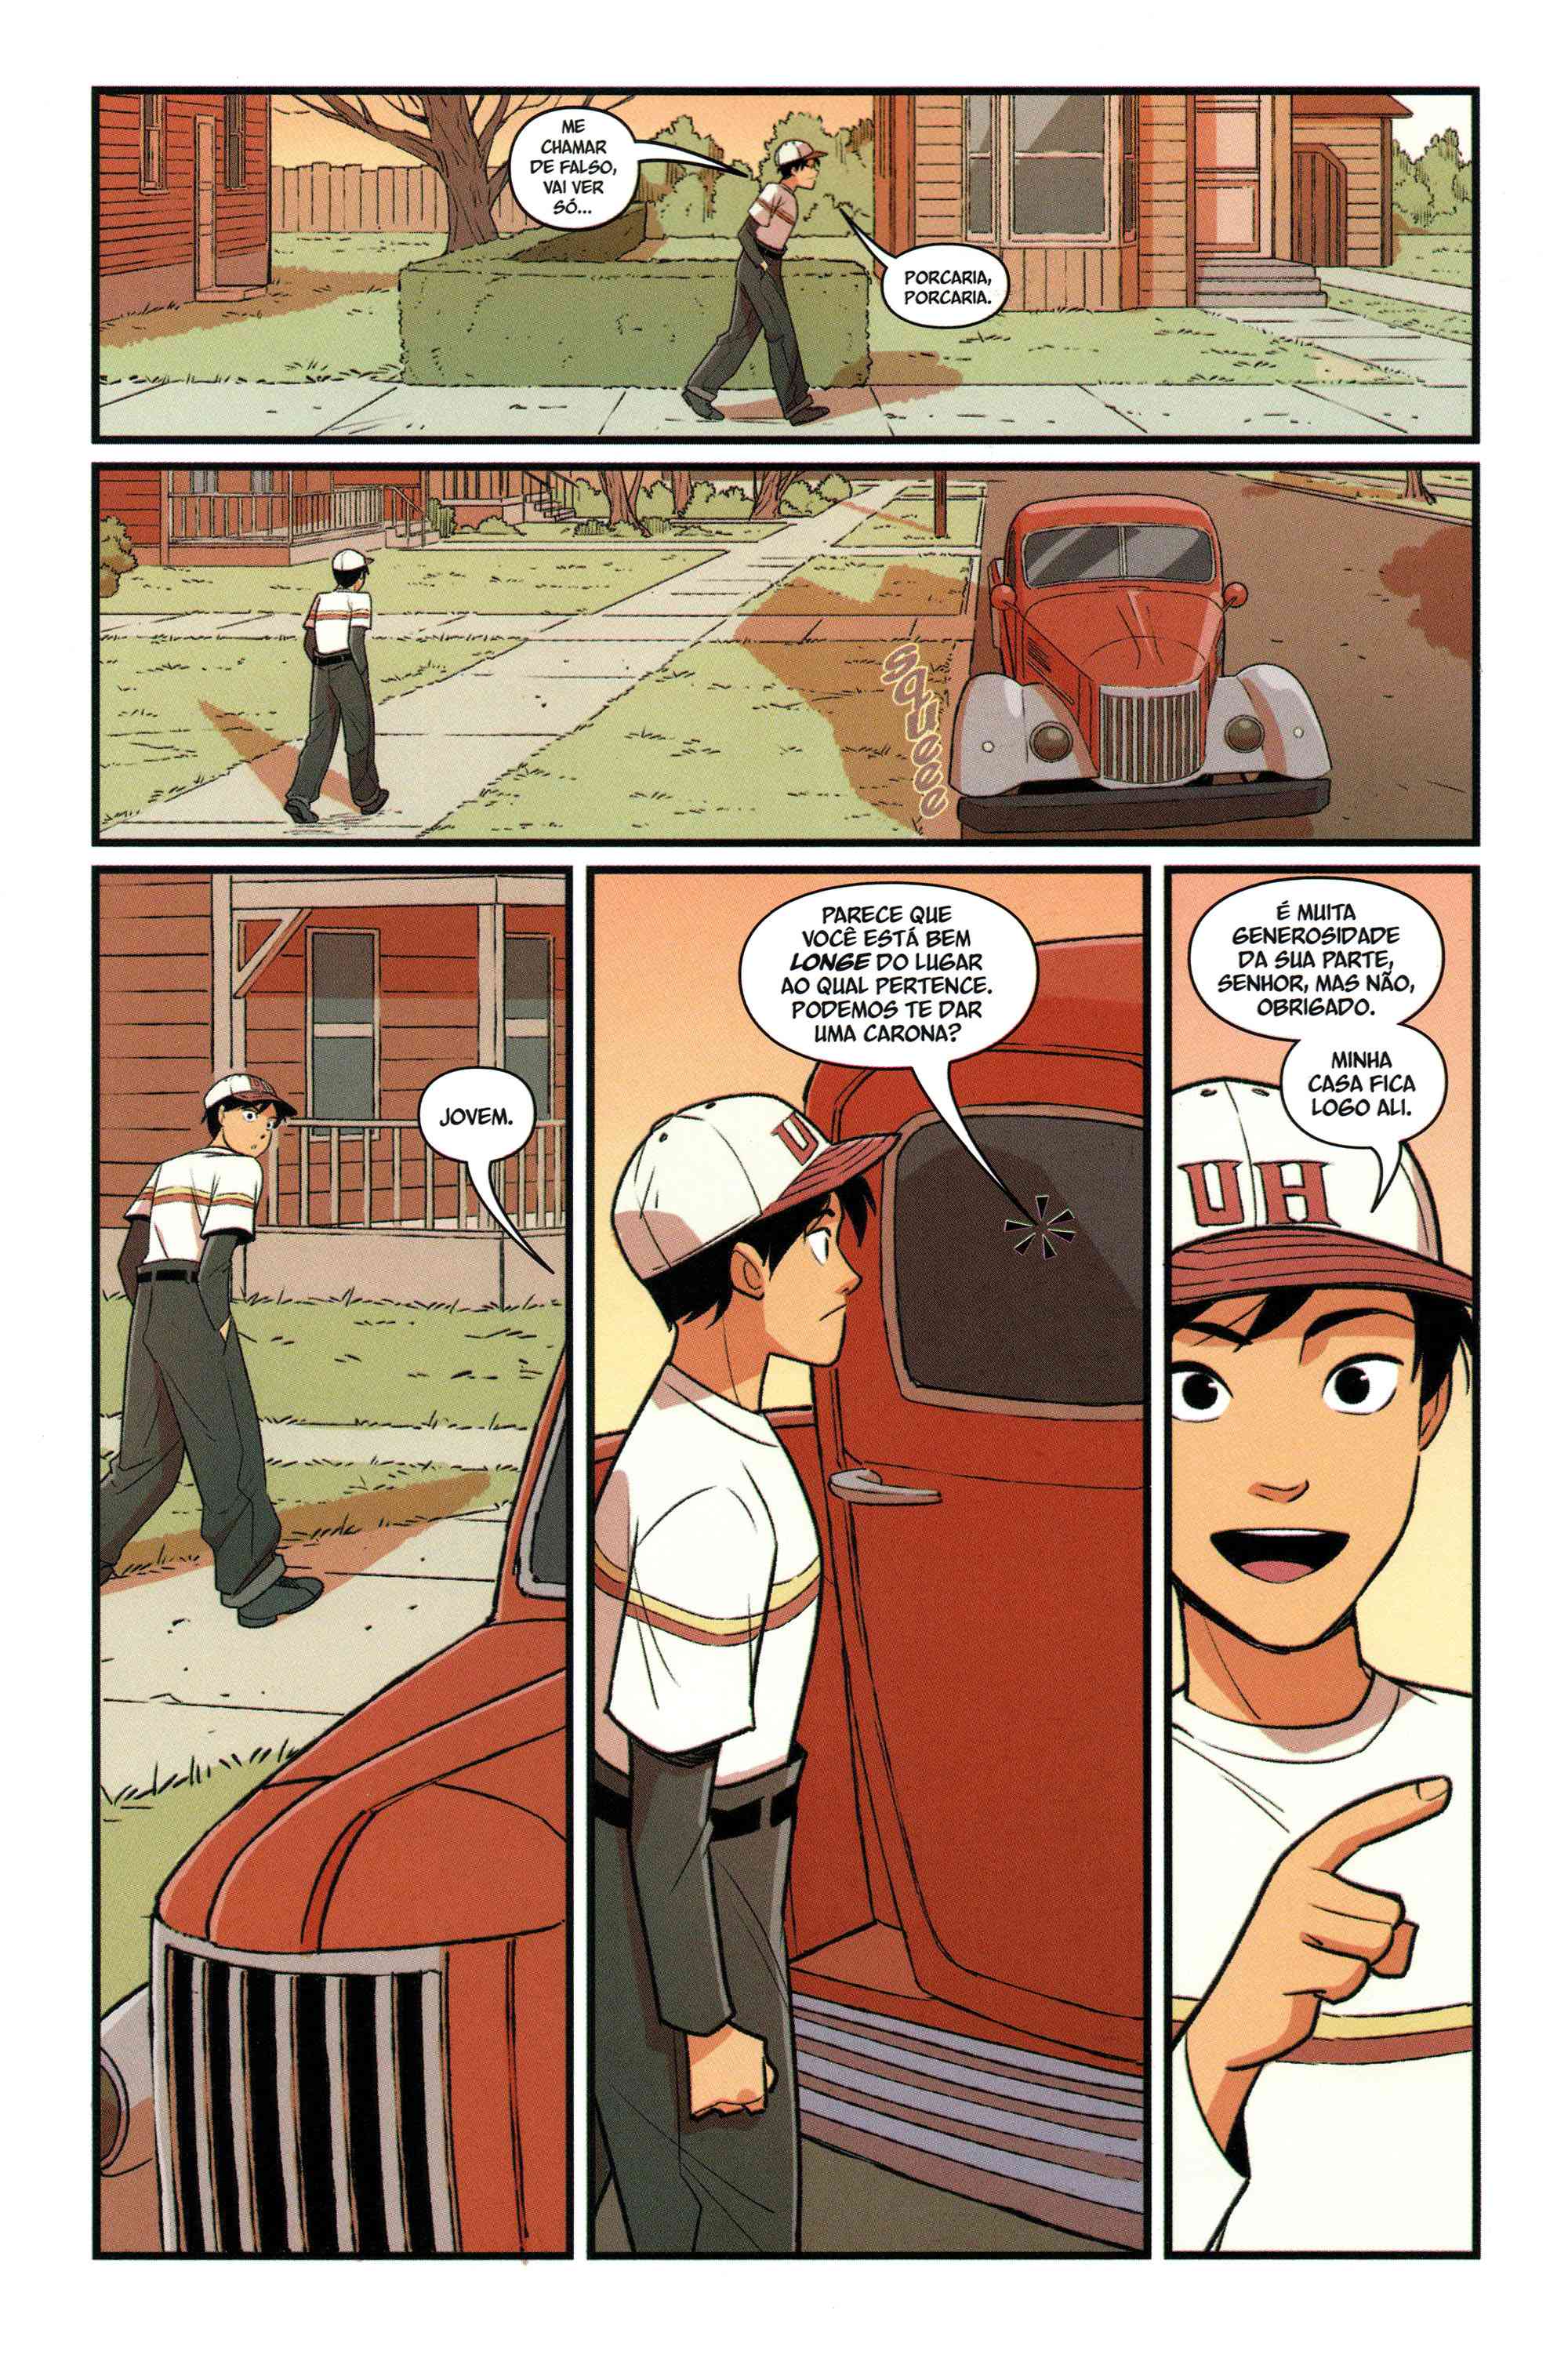 ME
CHAMAR
DE FALSO,
VAI VER
SÓ...
PORCARIA,
PORCARIA.
squeee
UH
JOVEM.
PARECE QUE
VOCÊ ESTÁ BEM
LONGE DO LUGAR
AO QUAL PERTENCE.
PODEMOS TE DAR
UMA CARONA?
U
É MUITA
GENEROSIDADE
DA SUA PARTE,
SENHOR, MAS NÃO,
OBRIGADO.
MINHA
CASA FICA
LOGO ALI.
UH